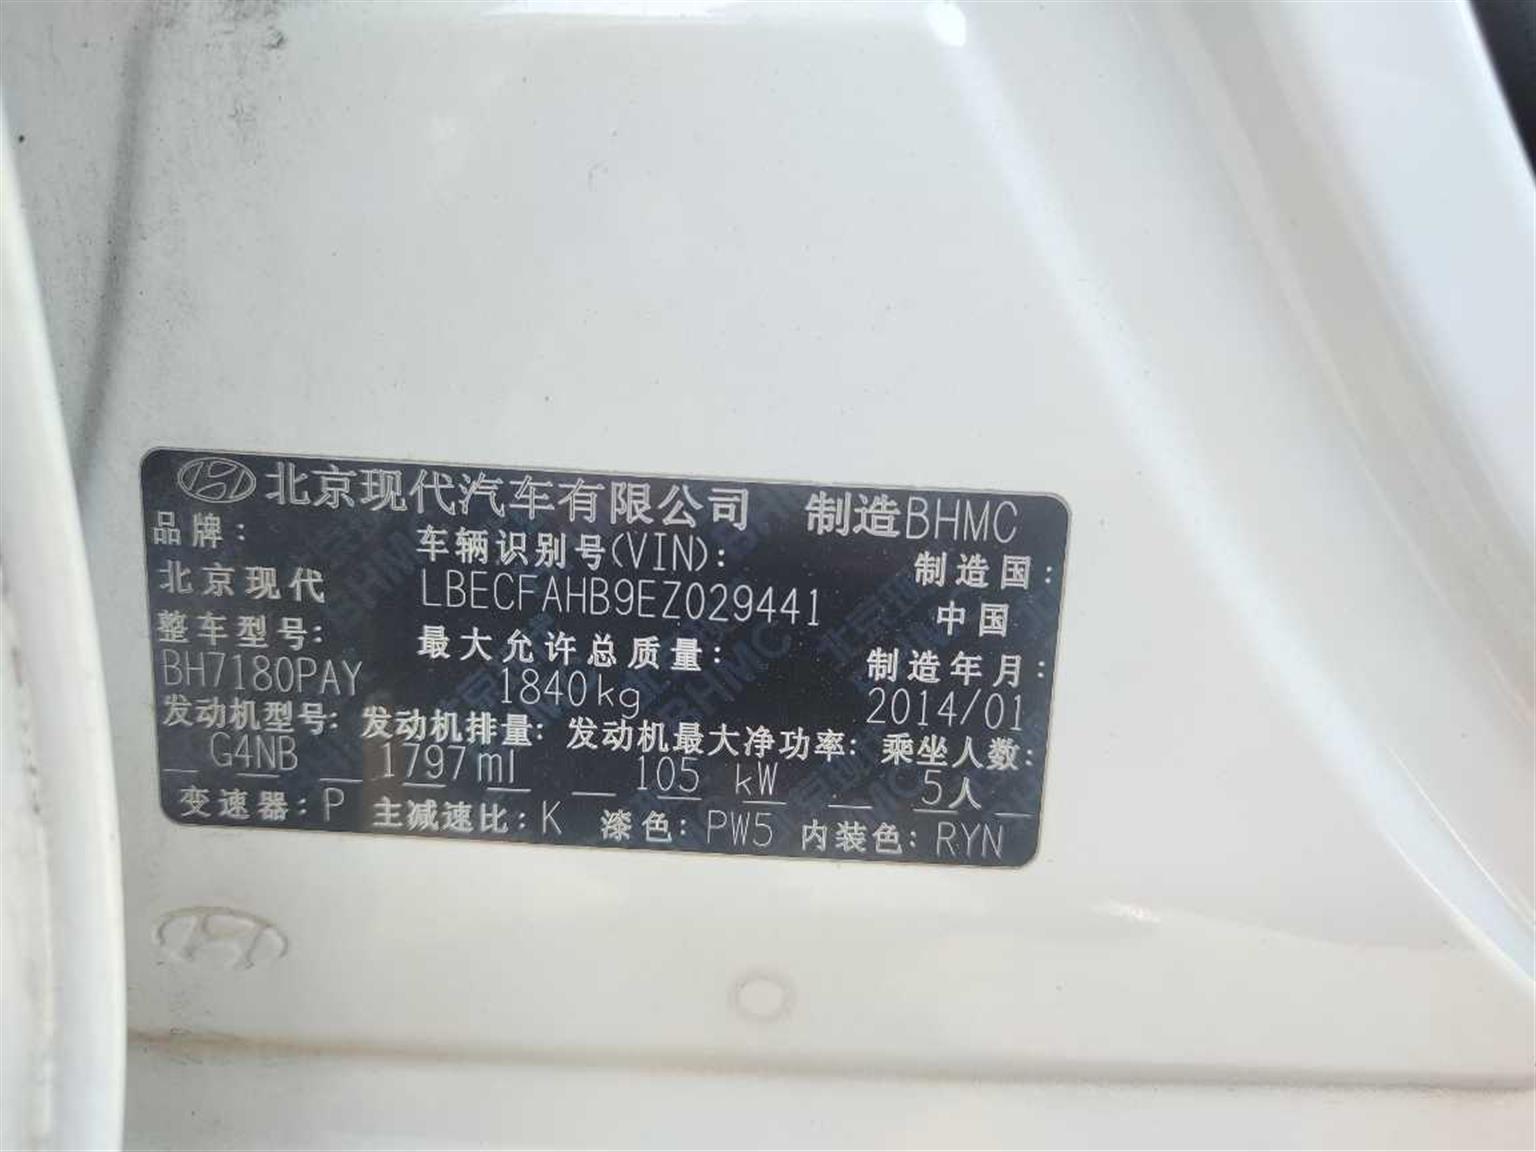 北京现代汽车有限公司 制造BHMC
品牌: 车辆识别号(VIN): 制造国:
北京现代 LBECFAHB9EZ029441 中国
整车型号: 最大允许总质量: 制造年月:
BH7180PAY 1840kg 2014/01
发动机型号: 发动机排量: 发动机最大净功率: 乘坐人数:
G4NB 1797ml 105 kW 5人
变速器: P 主减速比: K 漆色: PW5 内装色: RYN